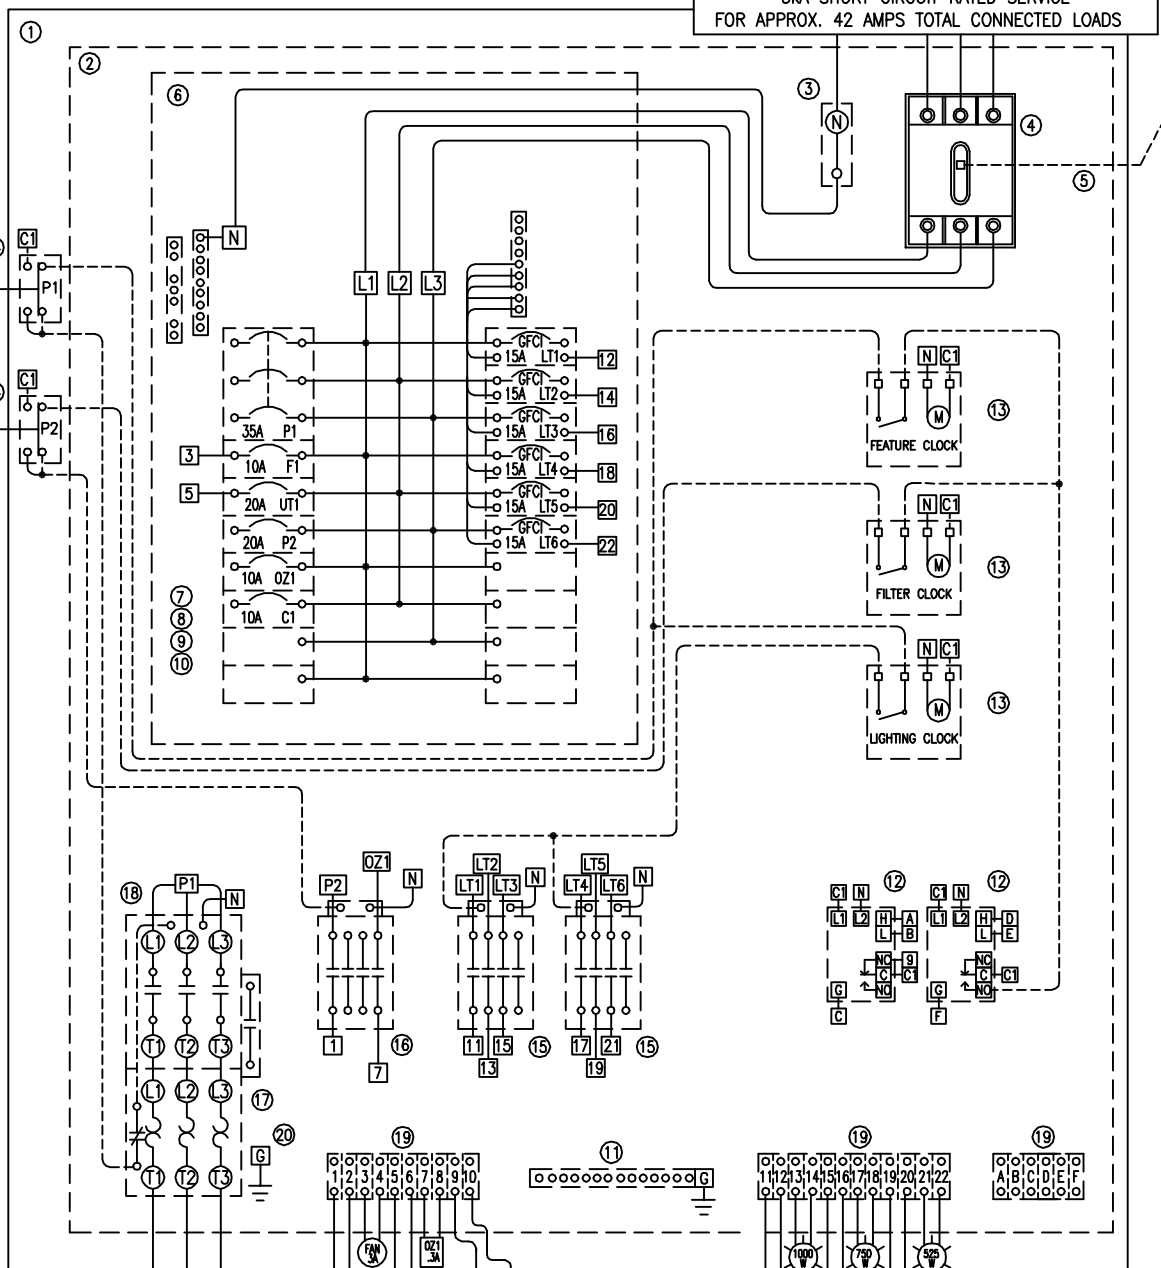 FOR APPROX. 42 AMPS TOTAL CONNECTED LOADS
1
2
3
N
4
5
6
C1
P1
C1
P2
N
L1 L2 L3
35A P1
10A F1
3
20A UT1
5
20A P2
10A OZ1
10A C1
7
8
9
10
GFCI
15A LT1 12
GFCI
15A LT2 14
GFCI
15A LT3 16
GFCI
15A LT4 18
GFCI
15A LT5 20
GFCI
15A LT6 22
N C1
M
FEATURE CLOCK
13
N C1
M
FILTER CLOCK
13
N C1
M
LIGHTING CLOCK
13
18
P1
N
L1 L2 L3
T1 T2 T3
L1 L2 L3
T1 T2 T3
17
20
G
P2 OZ1 N
1
7
16
LT1 LT2 LT3 N
11 13 15
15
LT4 LT5 LT6 N
17 19 21
15
12
C1 N
L1 L2 H A
L B
NC 9
C C1
NO
G
C
12
C1 N
L1 L2 H D
L E
NC
C C1
NO
G
F
19
1 2 3 4 5 6 7 8 9 10
FAN
.3A
OZ1
.3A
11
G
19
11 12 13 14 15 16 17 18 19 20 21 22
1000
W
750
W
525
W
19
A B C D E F